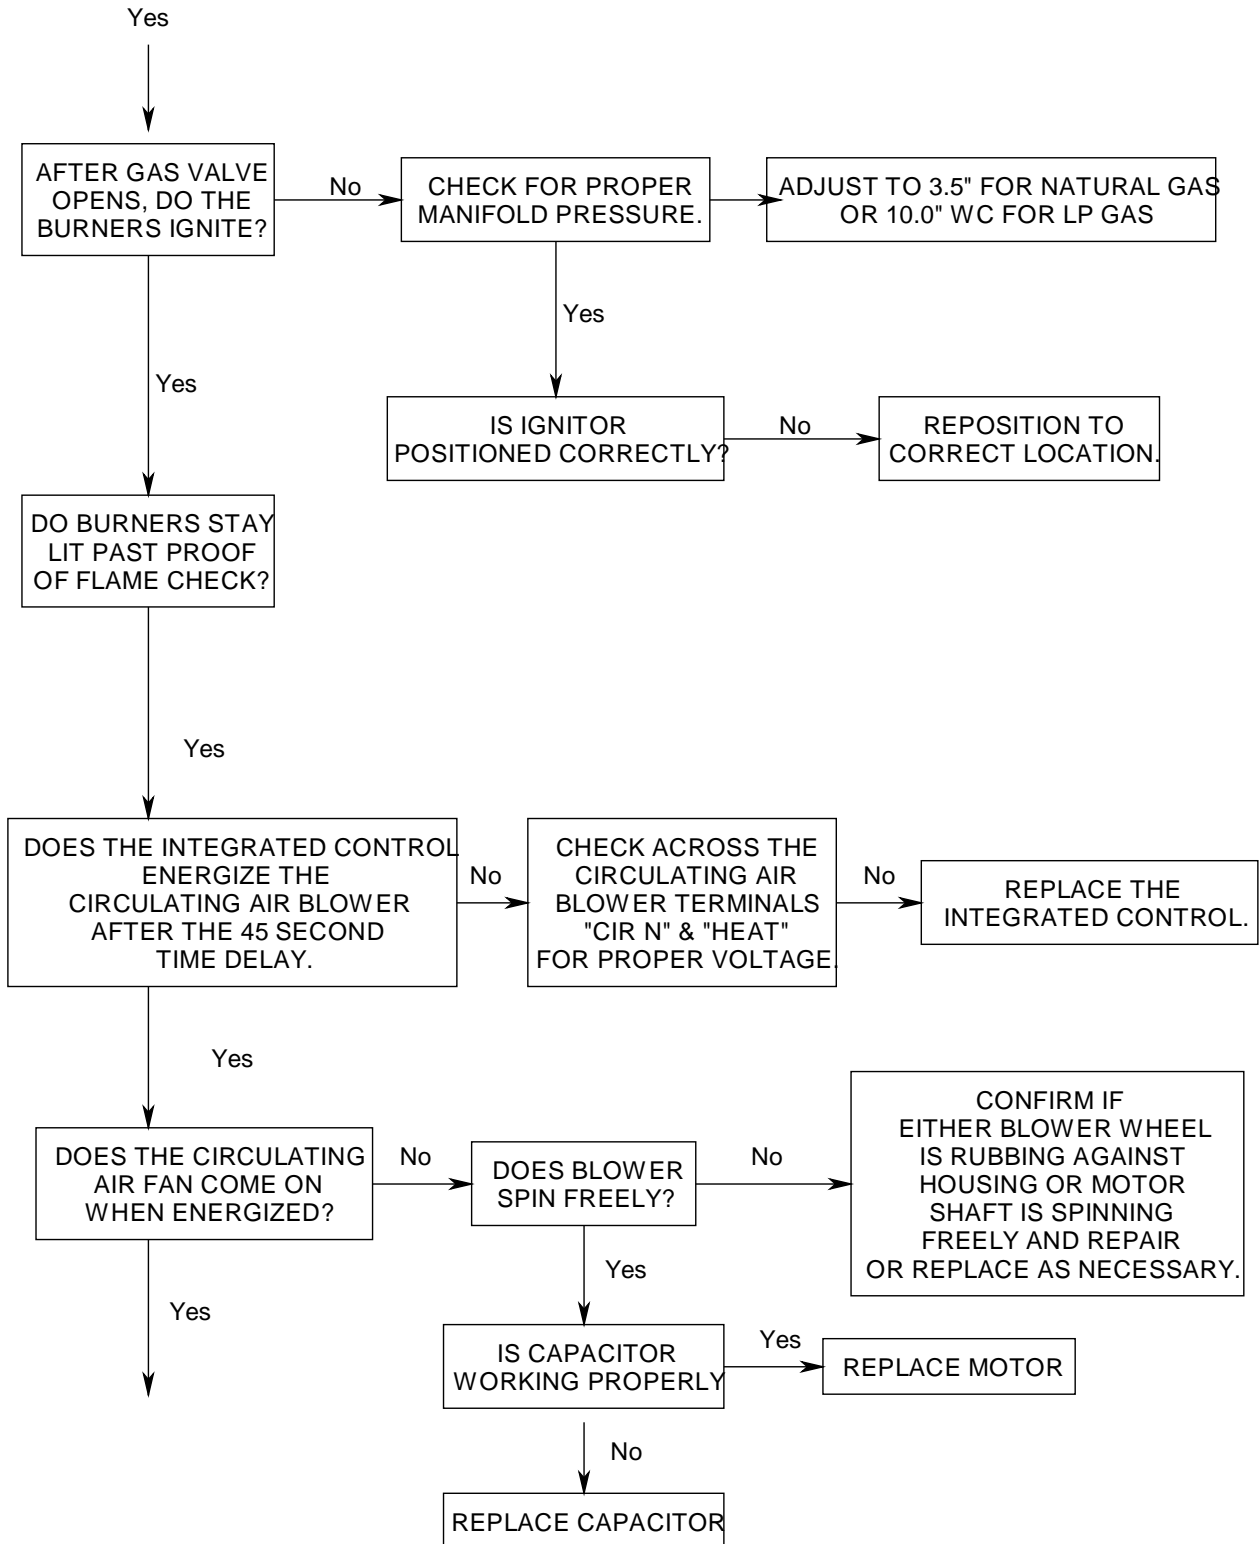 Yes
AFTER GAS VALVE
OPENS, DO THE
BURNERS IGNITE?
No
CHECK FOR PROPER
MANIFOLD PRESSURE.
ADJUST TO 3.5" FOR NATURAL GAS
OR 10.0" WC FOR LP GAS
Yes
Yes
IS IGNITOR
POSITIONED CORRECTLY?
No
REPOSITION TO
CORRECT LOCATION.
DO BURNERS STAY
LIT PAST PROOF
OF FLAME CHECK?
Yes
DOES THE INTEGRATED CONTROL
ENERGIZE THE
CIRCULATING AIR BLOWER
AFTER THE 45 SECOND
TIME DELAY.
No
CHECK ACROSS THE
CIRCULATING AIR
BLOWER TERMINALS
"CIR N" & "HEAT"
FOR PROPER VOLTAGE.
No
REPLACE THE
INTEGRATED CONTROL.
Yes
DOES THE CIRCULATING
AIR FAN COME ON
WHEN ENERGIZED?
No
DOES BLOWER
SPIN FREELY?
No
CONFIRM IF
EITHER BLOWER WHEEL
IS RUBBING AGAINST
HOUSING OR MOTOR
SHAFT IS SPINNING
FREELY AND REPAIR
OR REPLACE AS NECESSARY.
Yes
Yes
IS CAPACITOR
WORKING PROPERLY
Yes
REPLACE MOTOR
No
REPLACE CAPACITOR